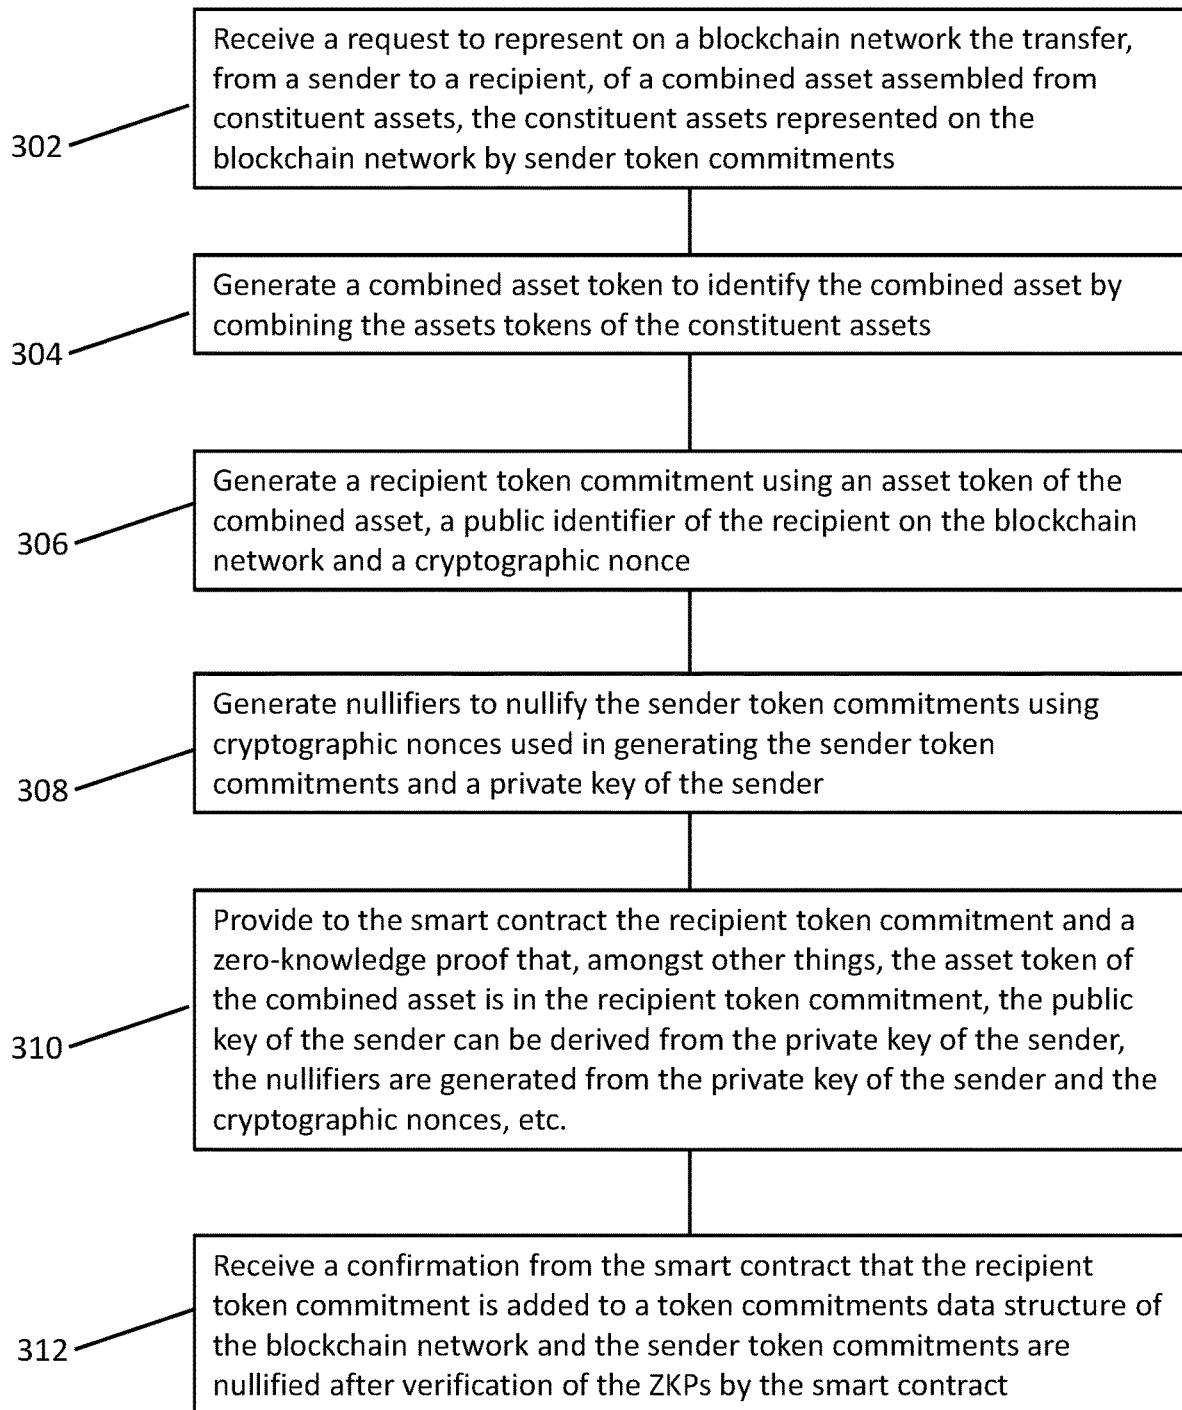 Receive a request to represent on a blockchain network the transfer,
from a sender to a recipient, of a combined asset assembled from
constituent assets, the constituent assets represented on the
blockchain network by sender token commitments
302
Generate a combined asset token to identify the combined asset by
combining the assets tokens of the constituent assets
304
Generate a recipient token commitment using an asset token of the
combined asset, a public identifier of the recipient on the blockchain
network and a cryptographic nonce
306
Generate nullifiers to nullify the sender token commitments using
cryptographic nonces used in generating the sender token
commitments and a private key of the sender
308
Provide to the smart contract the recipient token commitment and a
zero-knowledge proof that, amongst other things, the asset token of
the combined asset is in the recipient token commitment, the public
key of the sender can be derived from the private key of the sender,
the nullifiers are generated from the private key of the sender and the
cryptographic nonces, etc.
310
Receive a confirmation from the smart contract that the recipient
token commitment is added to a token commitments data structure of
the blockchain network and the sender token commitments are
nullified after verification of the ZKPs by the smart contract
312